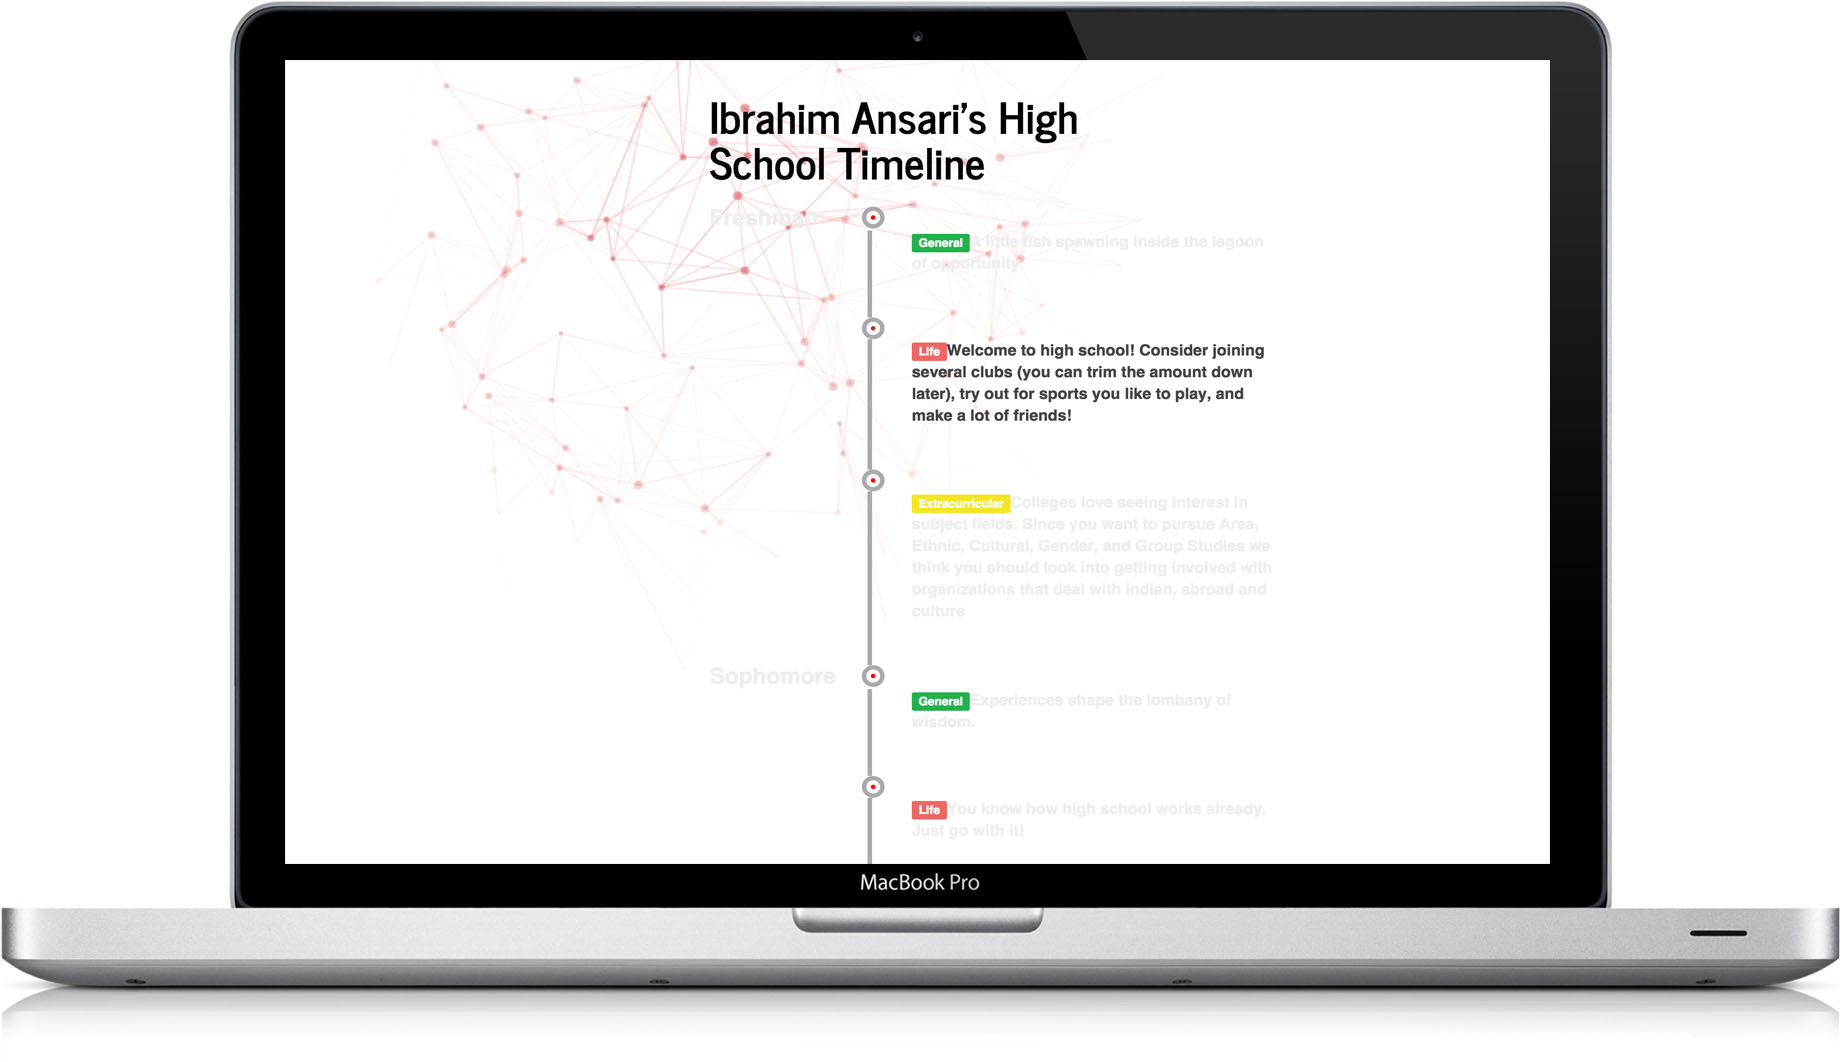 Ibrahim Ansari's High
School Timeline
Freshman
General A little fish spawning inside the lagoon
of opportunity.
Life Welcome to high school! Consider joining
several clubs (you can trim the amount down
later), try out for sports you like to play, and
make a lot of friends!
Extracurricular Colleges love seeing interest in
subject fields. Since you want to pursue Area,
Ethnic, Cultural, Gender, and Group Studies we
think you should look into getting involved with
organizations that deal with indian, abroad and
culture
Sophomore
General Experiences shape the lombany of
wisdom.
Life You know how high school works already.
Just go with it!
MacBook Pro